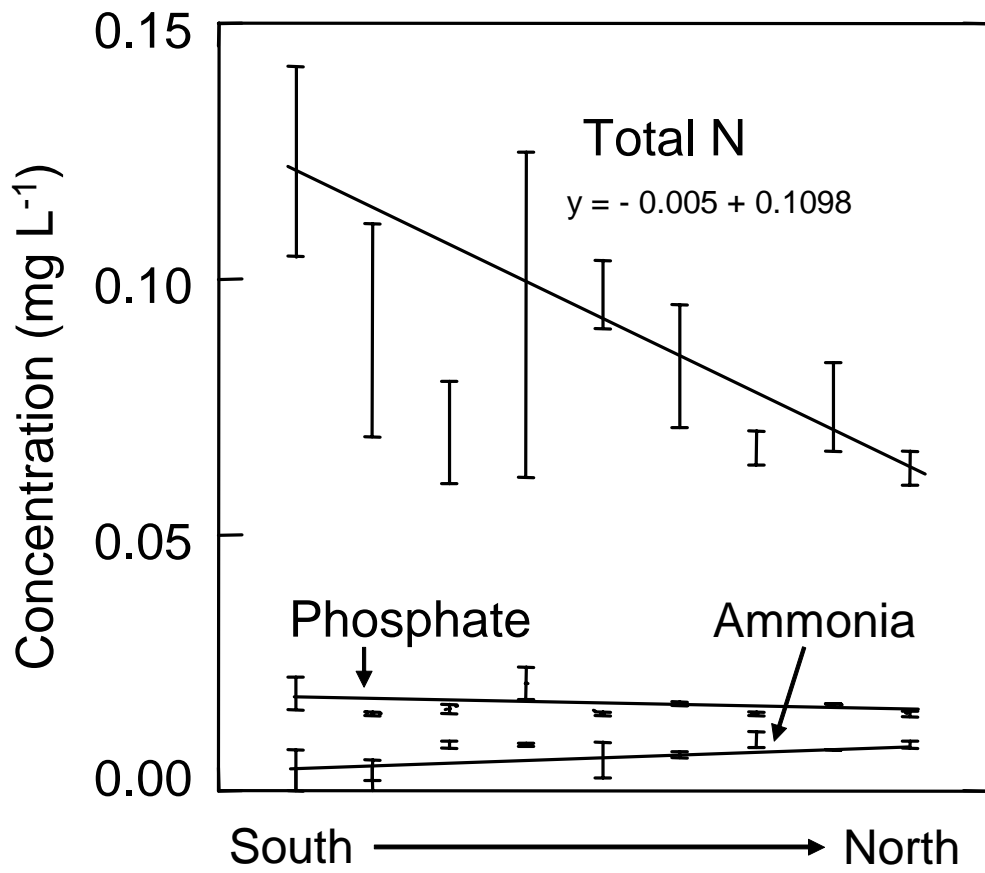 0.15
Total N
y = - 0.005 + 0.1098
0.10
0.05
Concentration (mg L⁻¹)
Phosphate
Ammonia
0.00
South
North